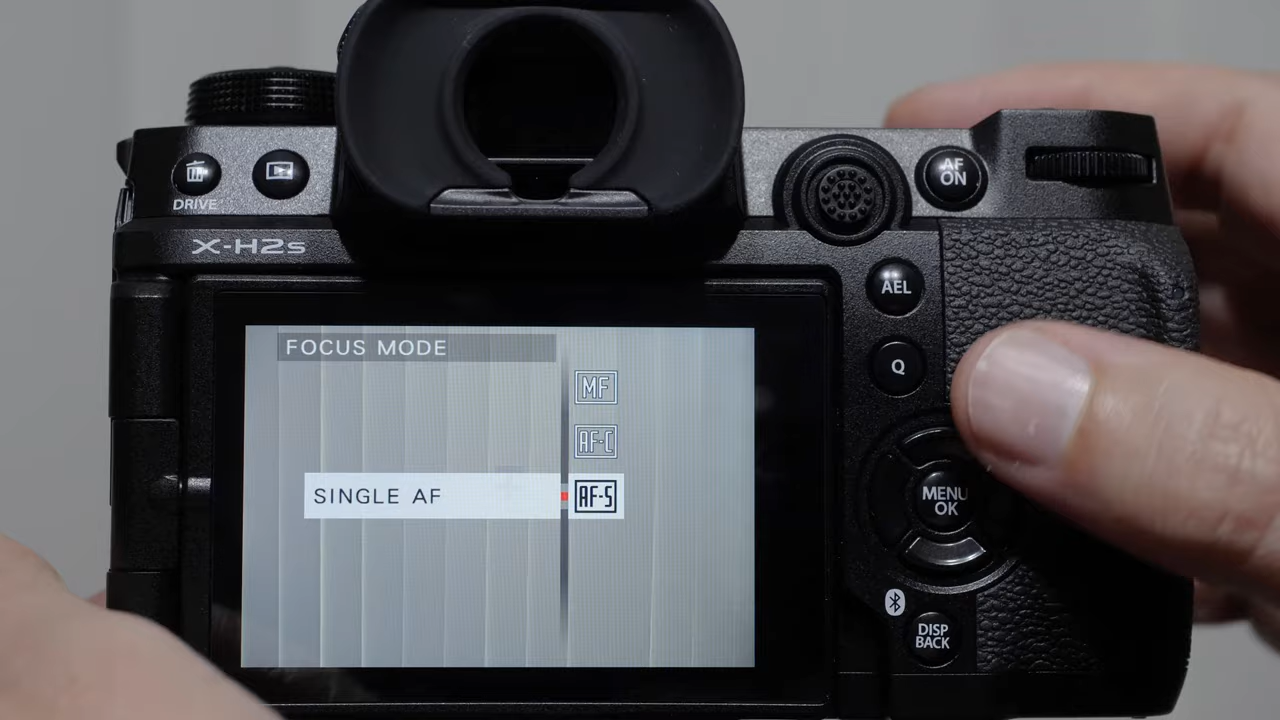 DRIVE
X-H2S
AF
ON
AEL
Q
FOCUS MODE
MF
AF-C
SINGLE AF
AF-S
MENU
OK
DISP
BACK